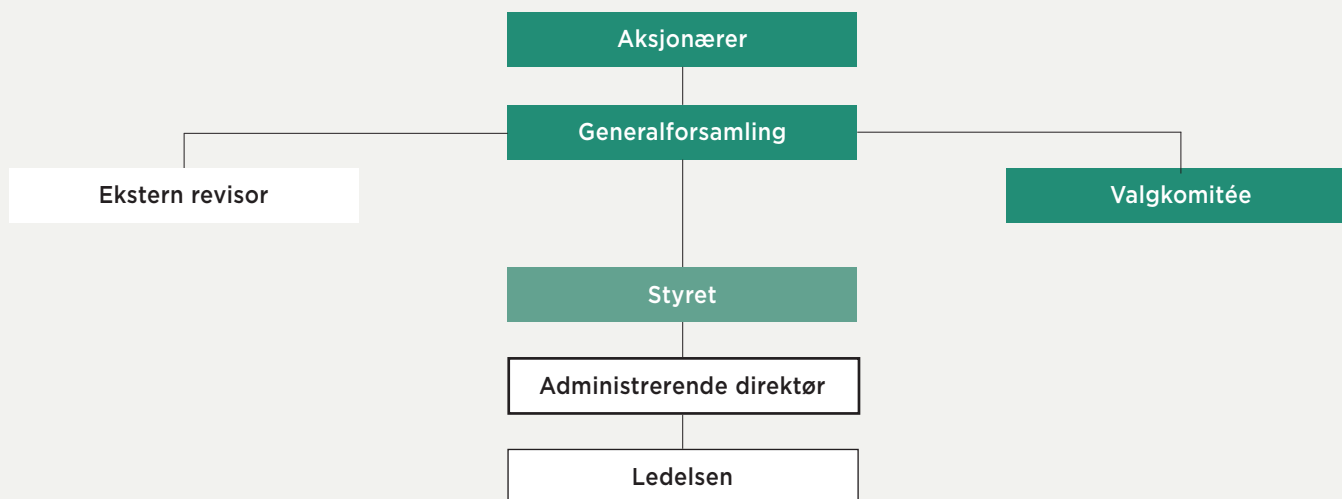 Aksjonærer
Generalforsamling
Ekstern revisor
Valgkomitée
Styret
Administrerende direktør
Ledelsen